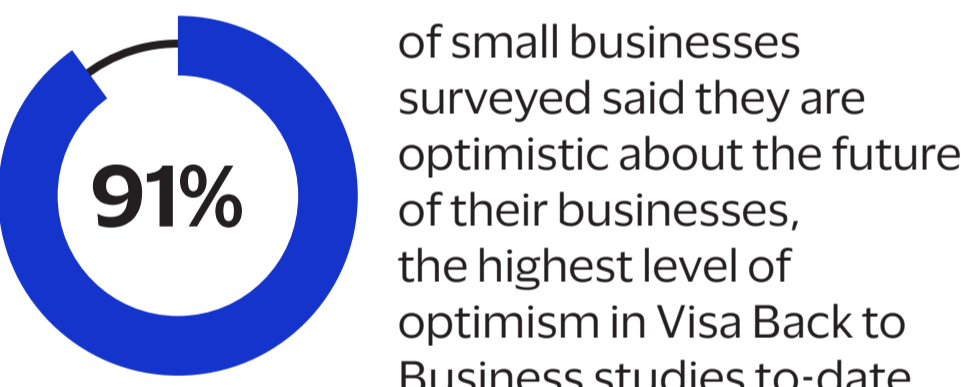 91%
of small businesses
surveyed said they are
optimistic about the future
of their businesses,
the highest level of
optimism in Visa Back to
Business studies to-date